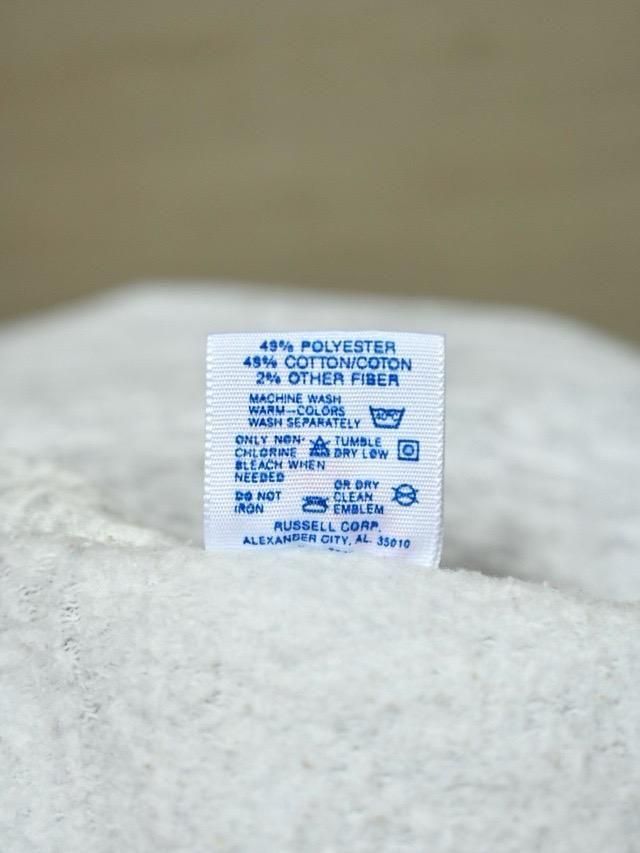 49% POLYESTER
49% COTTON/COTON
2% OTHER FIBER
MACHINE WASH
WARM-COLORS
WASH SEPARATELY
ONLY NON-
CHLORINE
BLEACH WHEN
NEEDED
TUMBLE
DRY LOW
DO NOT
IRON
OR DRY
CLEAN
EMBLEM
RUSSELL CORP.
ALEXANDER CITY, AL. 35010